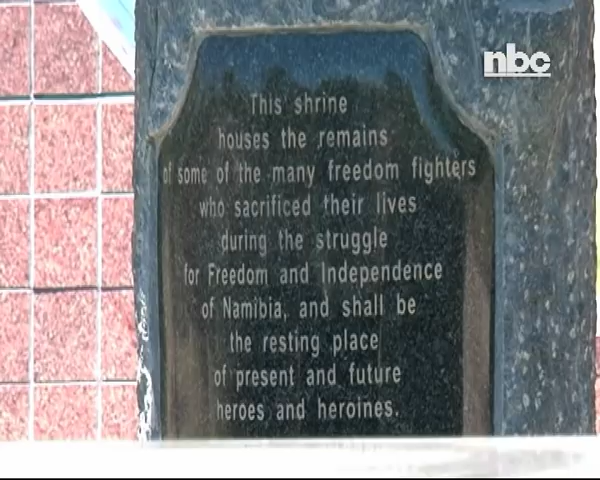 nbc
This shrine
houses the remains
of some of the many freedom fighters
who sacrificed their lives
during the struggle
for Freedom and Independence
of Namibia, and shall be
the resting place
of present and future
heroes and heroines.